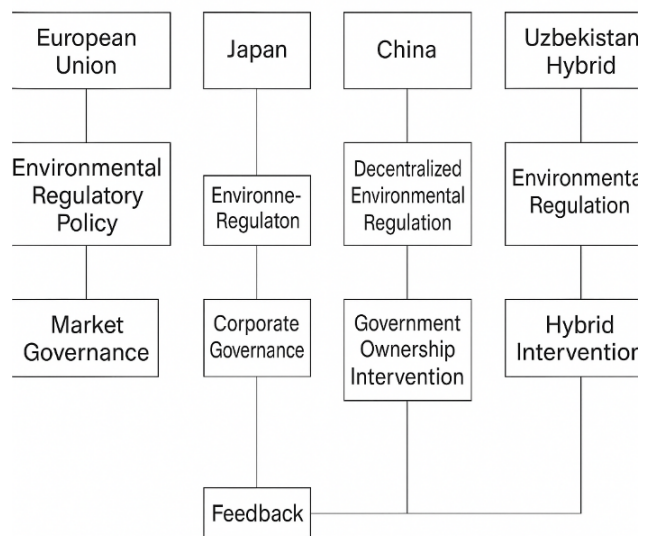 European
Union
Japan
China
Uzbekistan
Hybrid
Environmental
Regulatory
Policy
Environne-
Regulaton
Decentralized
Environmental
Regulation
Environmenta
Regulation
Market
Governance
Corporate
Governance
Government
Ownership
Intervention
Hybrid
Intervention
Feedback